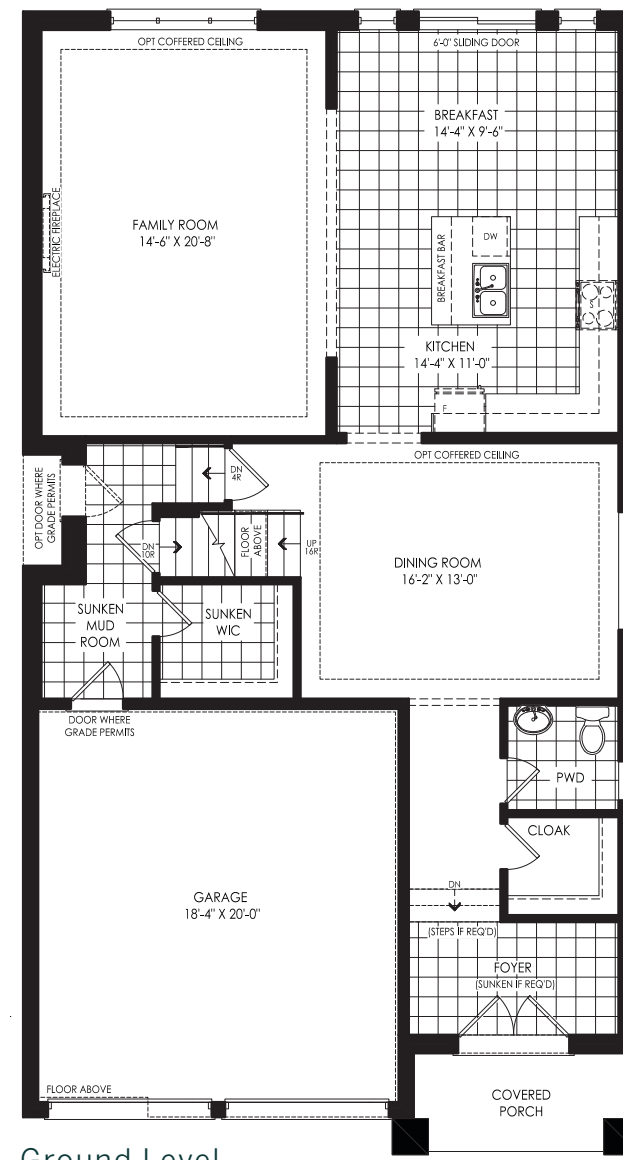 OPT COFFERED CEILING
6'-0" SLIDING DOOR
BREAKFAST
14'-4" X 9'-6"
ELECTRIC FIREPLACE
FAMILY ROOM
14'-6" X 20'-8"
BREAKFAST BAR
DW
S
KITCHEN
14'-4" X 11'-0"
F
OPT DOOR WHERE
GRADE PERMITS
DN
4R
OPT COFFERED CEILING
DN
10R
FLOOR
ABOVE
UP
16R
DINING ROOM
16'-2" X 13'-0"
SUNKEN
MUD
ROOM
SUNKEN
WIC
DOOR WHERE
GRADE PERMITS
PWD
CLOAK
GARAGE
18'-4" X 20'-0"
DN
(STEPS IF REQ'D)
FOYER
(SUNKEN IF REQ'D)
FLOOR ABOVE
COVERED
PORCH
Ground Level